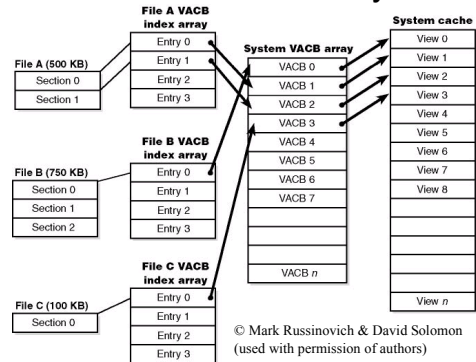 File A VACB
index array
Entry 0
Entry 1
Entry 2
Entry 3
File A (500 KB)
Section 0
Section 1
File B VACB
index array
Entry 0
Entry 1
Entry 2
Entry 3
File B (750 KB)
Section 0
Section 1
Section 2
File C VACB
index array
Entry 0
Entry 1
Entry 2
Entry 3
File C (100 KB)
Section 0
System VACB array
VACB 0
VACB 1
VACB 2
VACB 3
VACB 4
VACB 5
VACB 6
VACB 7
VACB n
System cache
View 0
View 1
View 2
View 3
View 4
View 5
View 6
View 7
View 8
View n
© Mark Russinovich & David Solomon
(used with permission of authors)